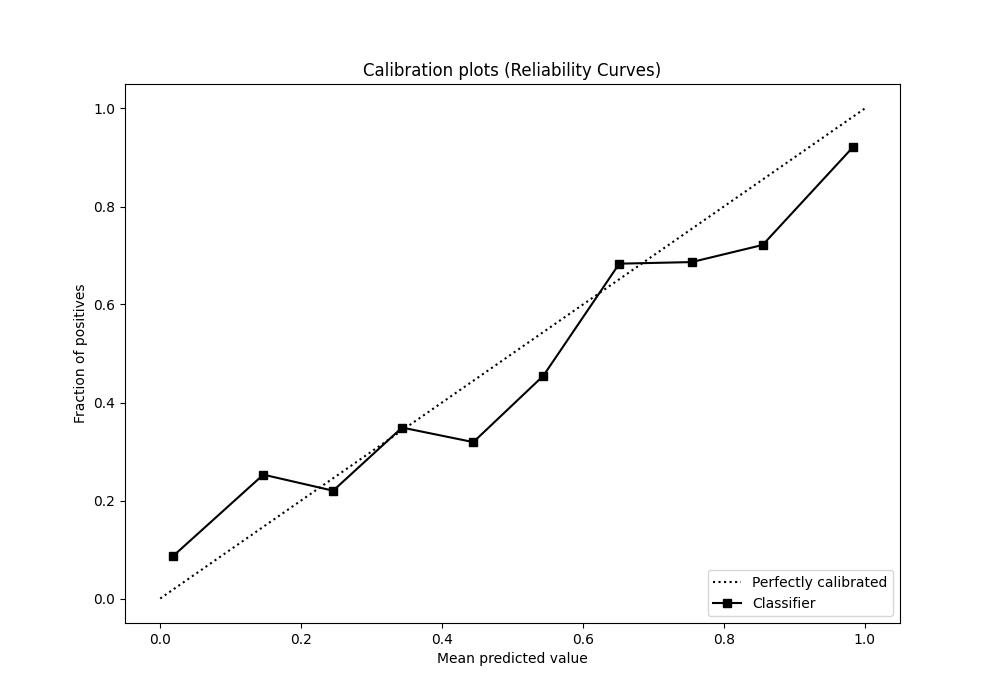 Calibration plots (Reliability Curves)
1.0
0.8
0.6
0.4
0.2
0.0
Fraction of positives
Perfectly calibrated
Classifier
0.0 0.2 0.4 0.6 0.8 1.0
Mean predicted value